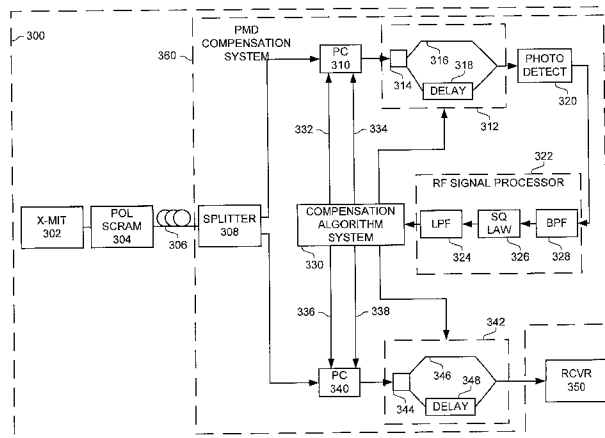 300
360
PMD
COMPENSATION
SYSTEM
PC
310
314
316
318
DELAY
312
PHOTO
DETECT
320
332
334
322
RF SIGNAL PROCESSOR
X-MIT
302
POL
SCRAM
304
306
SPLITTER
308
COMPENSATION
ALGORITHM
SYSTEM
330
LPF
324
SQ
LAW
326
BPF
328
336
338
342
PC
340
344
346
348
DELAY
RCVR
350